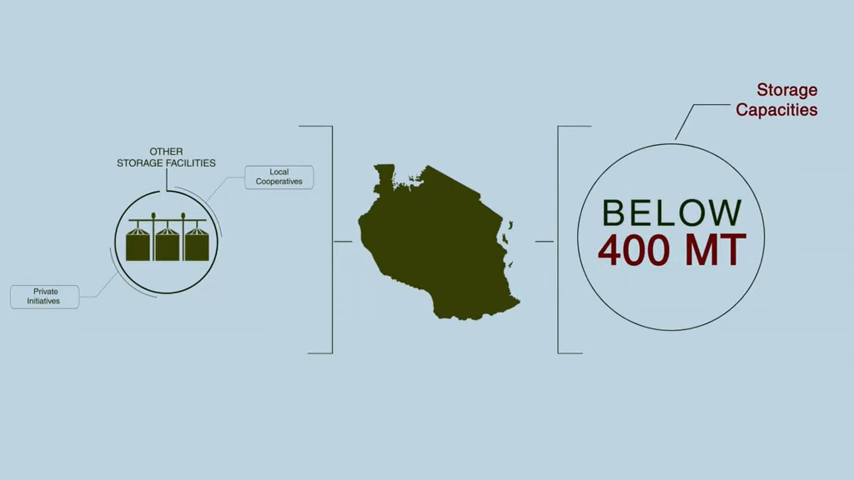 OTHER
STORAGE FACILITIES
Local
Cooperatives
Private
Initiatives
Storage
Capacities
BELOW
400 MT